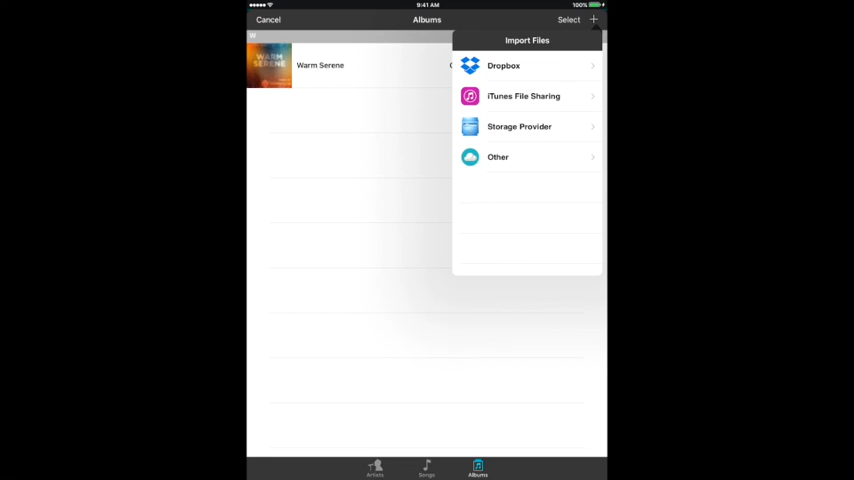 9:41 AM
100%
Cancel
Albums
Select
Import Files
W
WARM
SERENE
Warm Serene
Dropbox
iTunes File Sharing
Storage Provider
Other
Artists
Songs
Albums